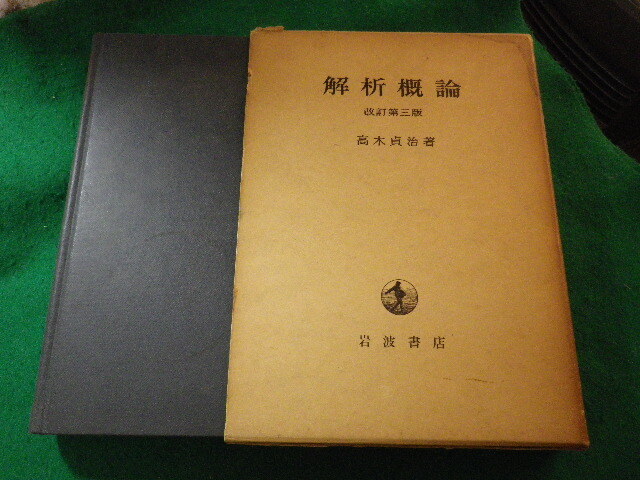 解析概論
改訂第三版
高木貞治著
岩波書店